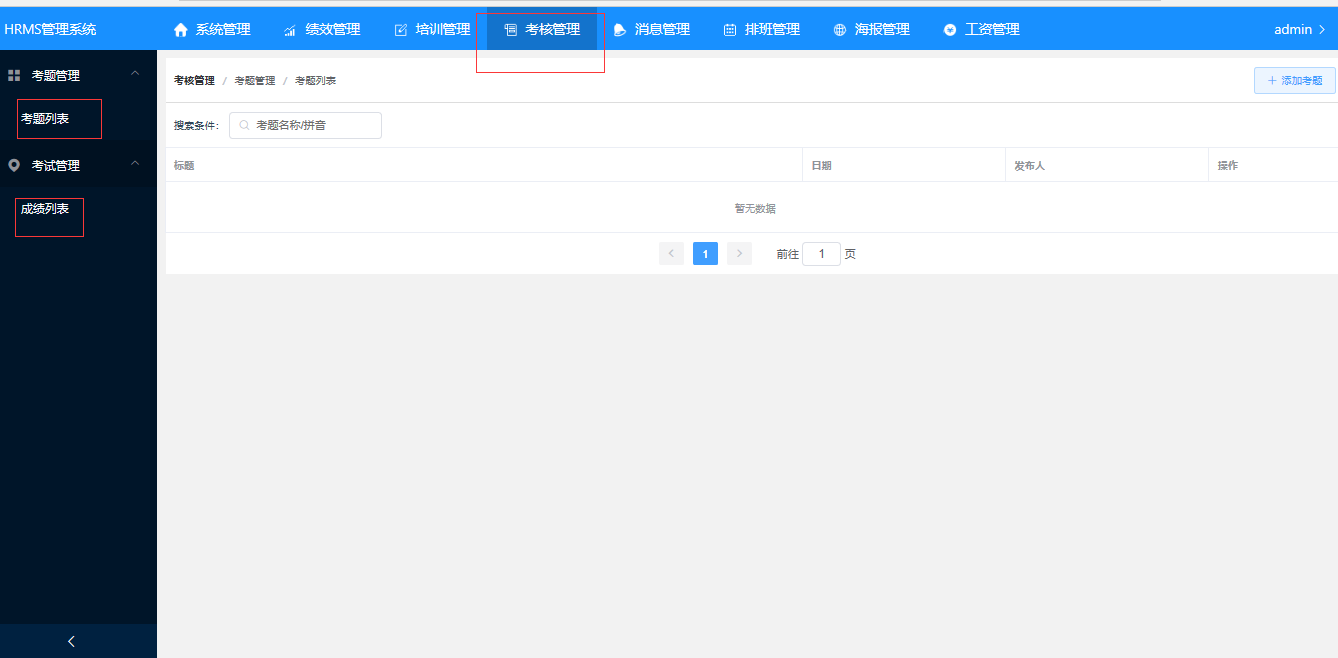 HRMS管理系统 系统管理 绩效管理 培训管理 考核管理 消息管理 排班管理 海报管理 工资管理 admin
考题管理
考题列表
考试管理
成绩列表
考核管理 / 考题管理 / 考题列表
添加考题
搜索条件: 考题名称/拼音
标题 日期 发布人 操作
暂无数据
1 前往 1 页